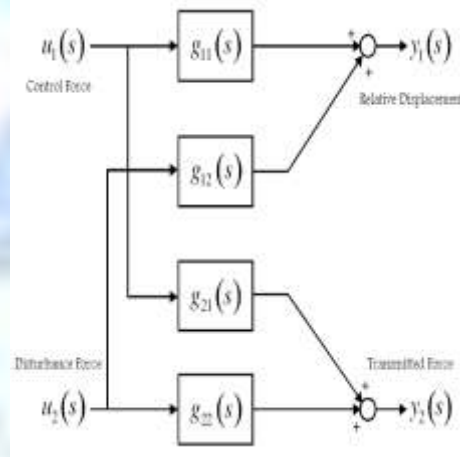 u₁(s) g₁₁(s) + y₁(s)
+
Control Force Relative Displacement
g₁₂(s)
g₂₁(s)
Disturbance Force Transmitted Force
+
u₂(s) g₂₂(s) + y₂(s)